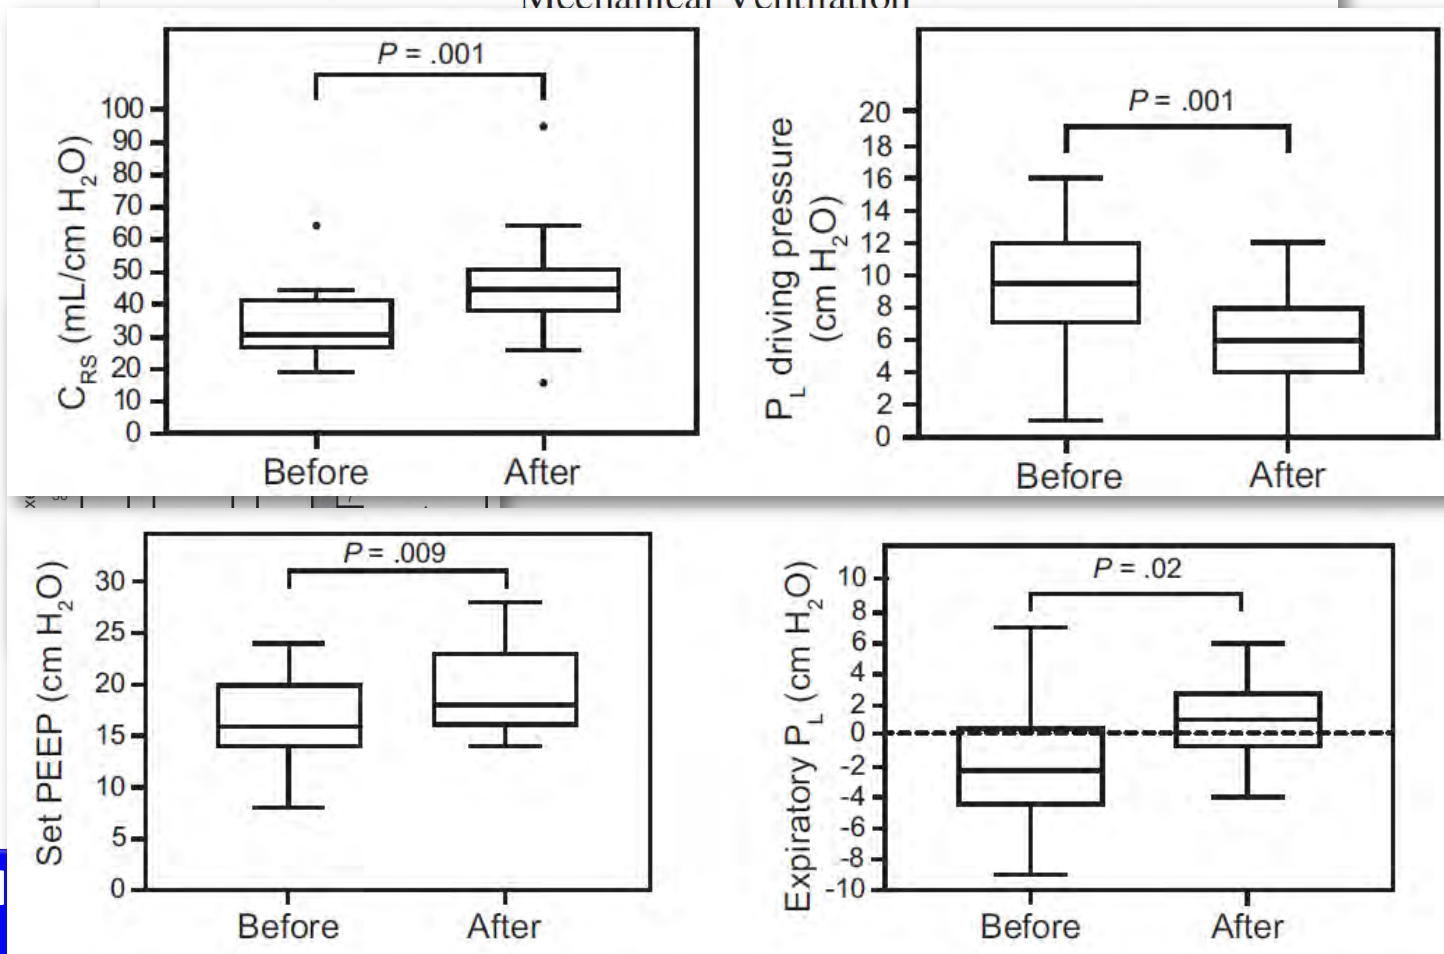 Mechanical Ventilation
P = .001
100
90
80
70
60
50
40
30
20
10
0
C_RS (mL/cm H₂O)
Before
After
P = .001
20
18
16
14
12
10
8
6
4
2
0
P_L driving pressure
(cm H₂O)
Before
After
P = .009
30
25
20
15
10
5
0
Set PEEP (cm H₂O)
Before
After
P = .02
10
8
6
4
2
0
-2
-4
-6
-8
-10
Expiratory P_L (cm H₂O)
Before
After